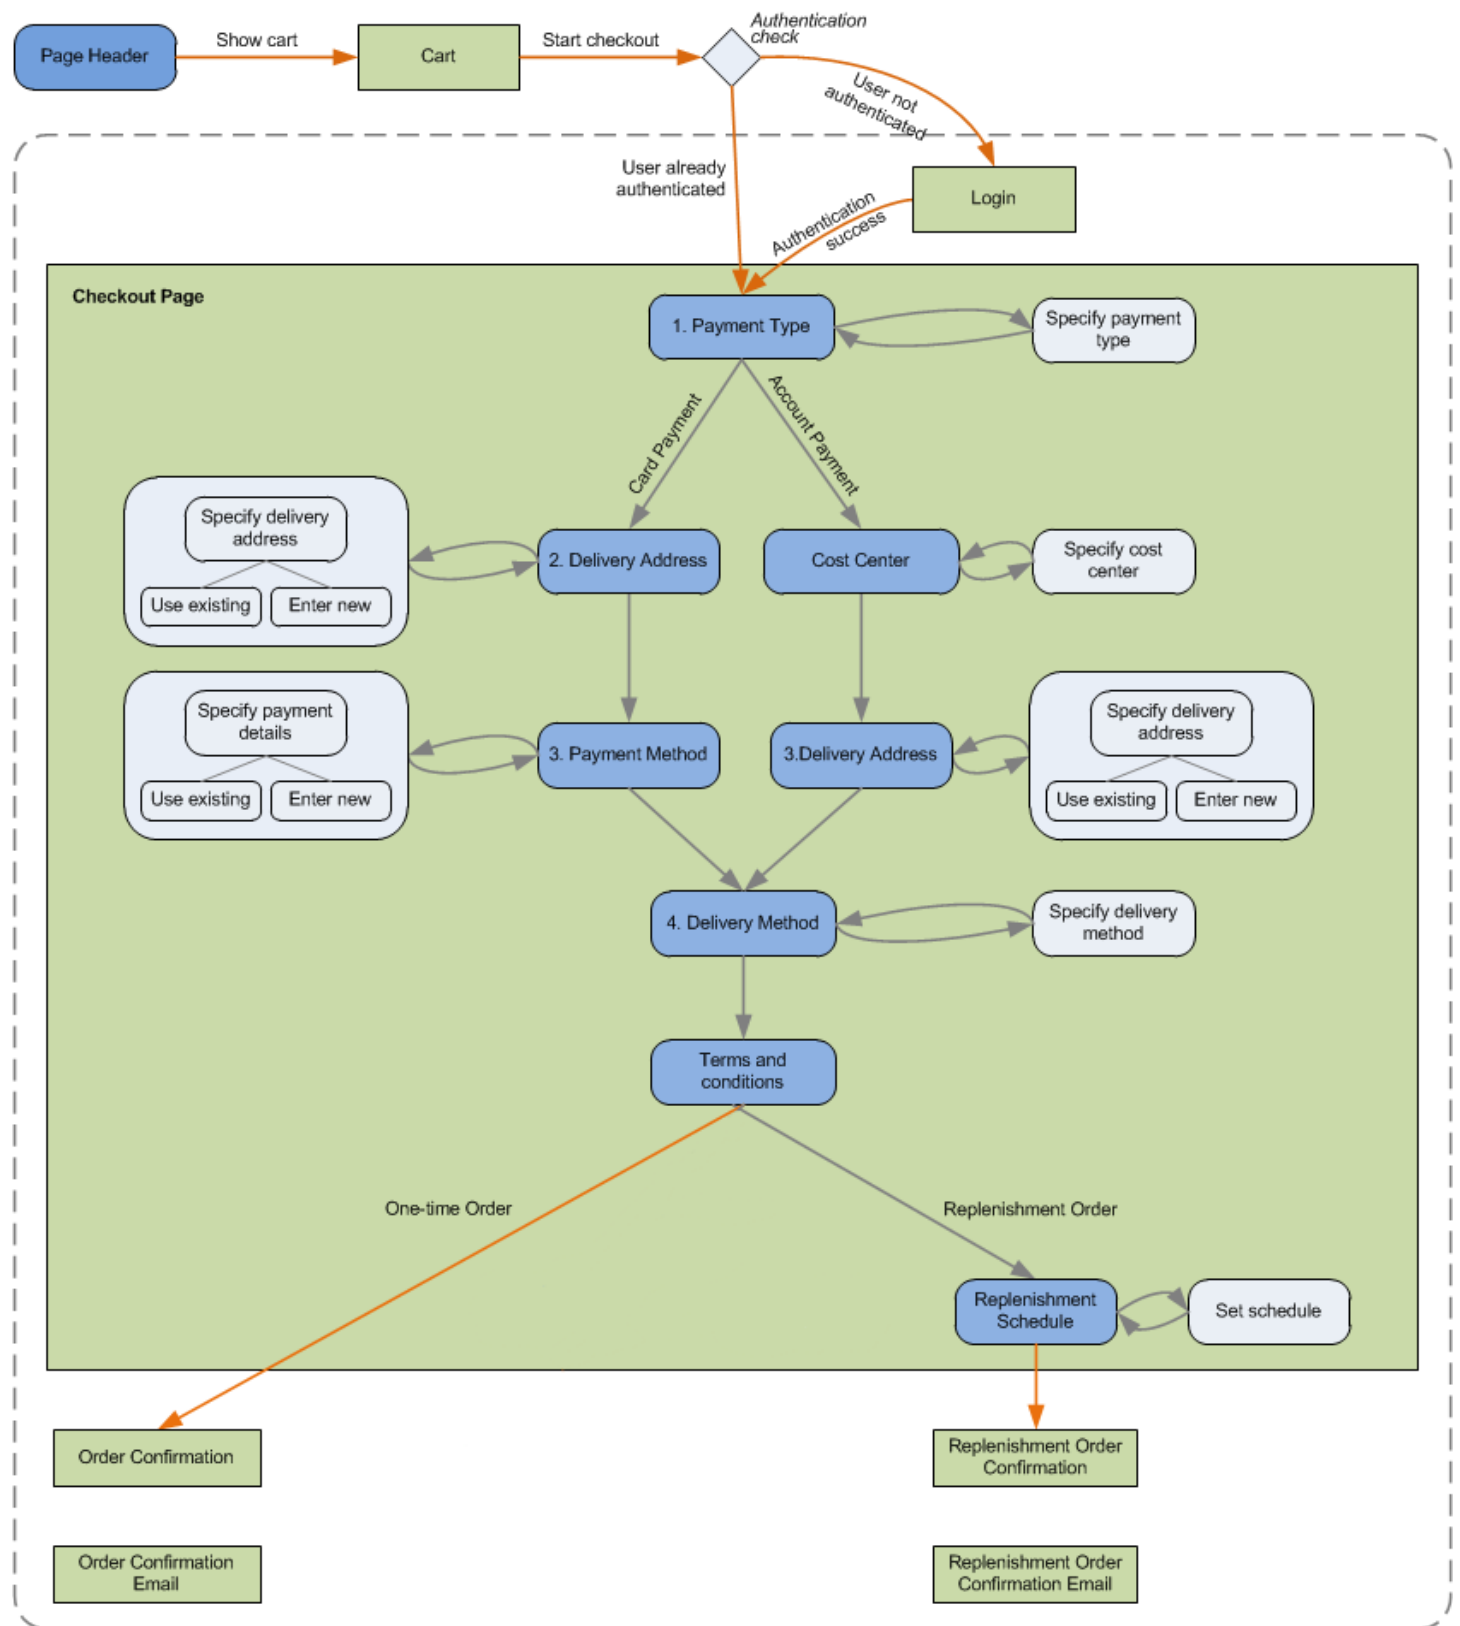 Authentication
check
Page Header
Show cart
Cart
Start checkout
User not
authenticated
User already
authenticated
Login
Authentication
success
Checkout Page
1. Payment Type
Specify payment
type
Card Payment
Account Payment
Specify delivery
address
Use existing
Enter new
2. Delivery Address
Cost Center
Specify cost
center
Specify payment
details
Use existing
Enter new
3. Payment Method
3.Delivery Address
Specify delivery
address
Use existing
Enter new
4. Delivery Method
Specify delivery
method
Terms and
conditions
One-time Order
Replenishment Order
Replenishment
Schedule
Set schedule
Order Confirmation
Replenishment Order
Confirmation
Order Confirmation
Email
Replenishment Order
Confirmation Email